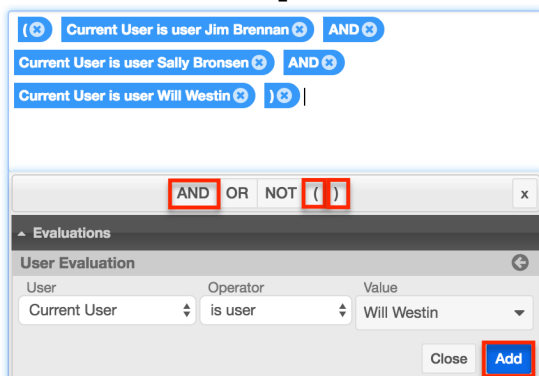 ( Current User is user Jim Brennan AND
Current User is user Sally Bronsen AND
Current User is user Will Westin )
AND OR NOT ( ) x
Evaluations
User Evaluation
User Operator Value
Current User is user Will Westin
Close Add